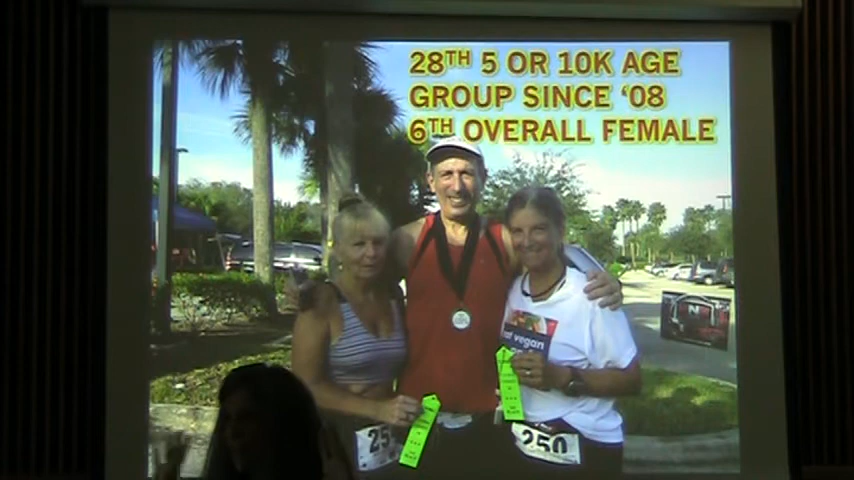 28TH 5 OR 10K AGE
GROUP SINCE '08
6TH OVERALL FEMALE
vegan
250